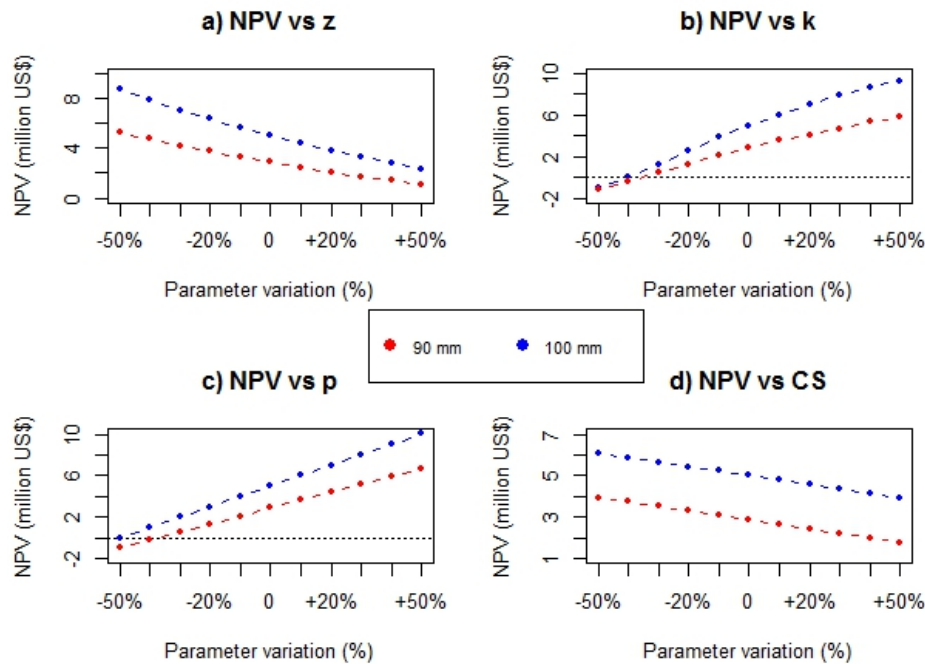 a) NPV vs z
NPV (million US$)
8
4
0
-50%
-20%
0
+20%
+50%
Parameter variation (%)
b) NPV vs k
NPV (million US$)
10
6
2
-2
-50%
-20%
0
+20%
+50%
Parameter variation (%)
90 mm
100 mm
c) NPV vs p
NPV (million US$)
10
6
2
-2
-50%
-20%
0
+20%
+50%
Parameter variation (%)
d) NPV vs CS
NPV (million US$)
7
5
3
1
-50%
-20%
0
+20%
+50%
Parameter variation (%)